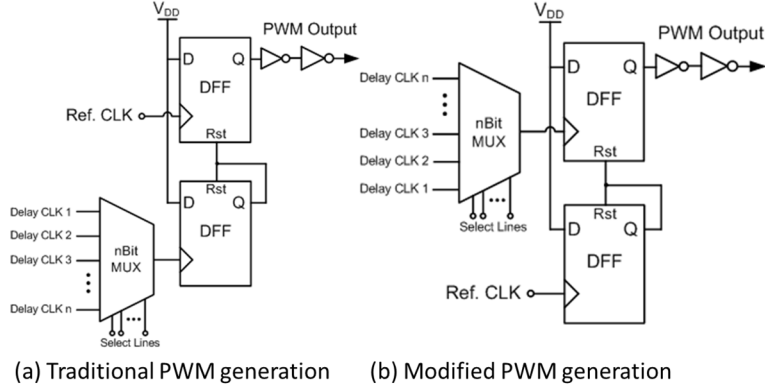 VDD
PWM Output
D
Q
DFF
Ref. CLK
Rst
Rst
D
Q
DFF
Delay CLK 1
Delay CLK 2
Delay CLK 3
Delay CLK n
nBit
MUX
Select Lines
(a) Traditional PWM generation
VDD
PWM Output
D
Q
DFF
Rst
Delay CLK n
Delay CLK 3
Delay CLK 2
Delay CLK 1
nBit
MUX
Select Lines
Rst
D
Q
DFF
Ref. CLK
(b) Modified PWM generation